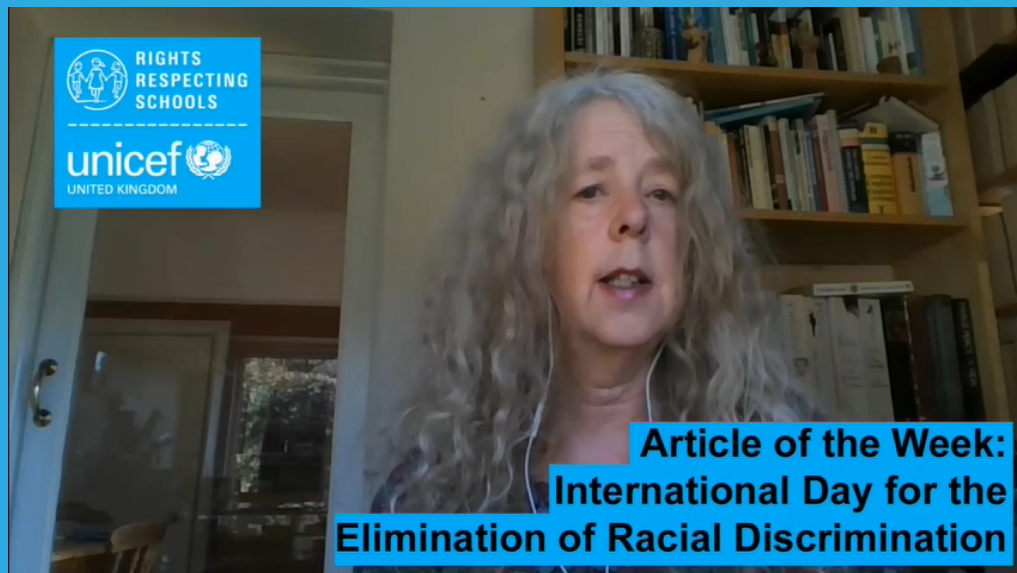 RIGHTS
RESPECTING
SCHOOLS
unicef
UNITED KINGDOM
Article of the Week:
International Day for the
Elimination of Racial Discrimination